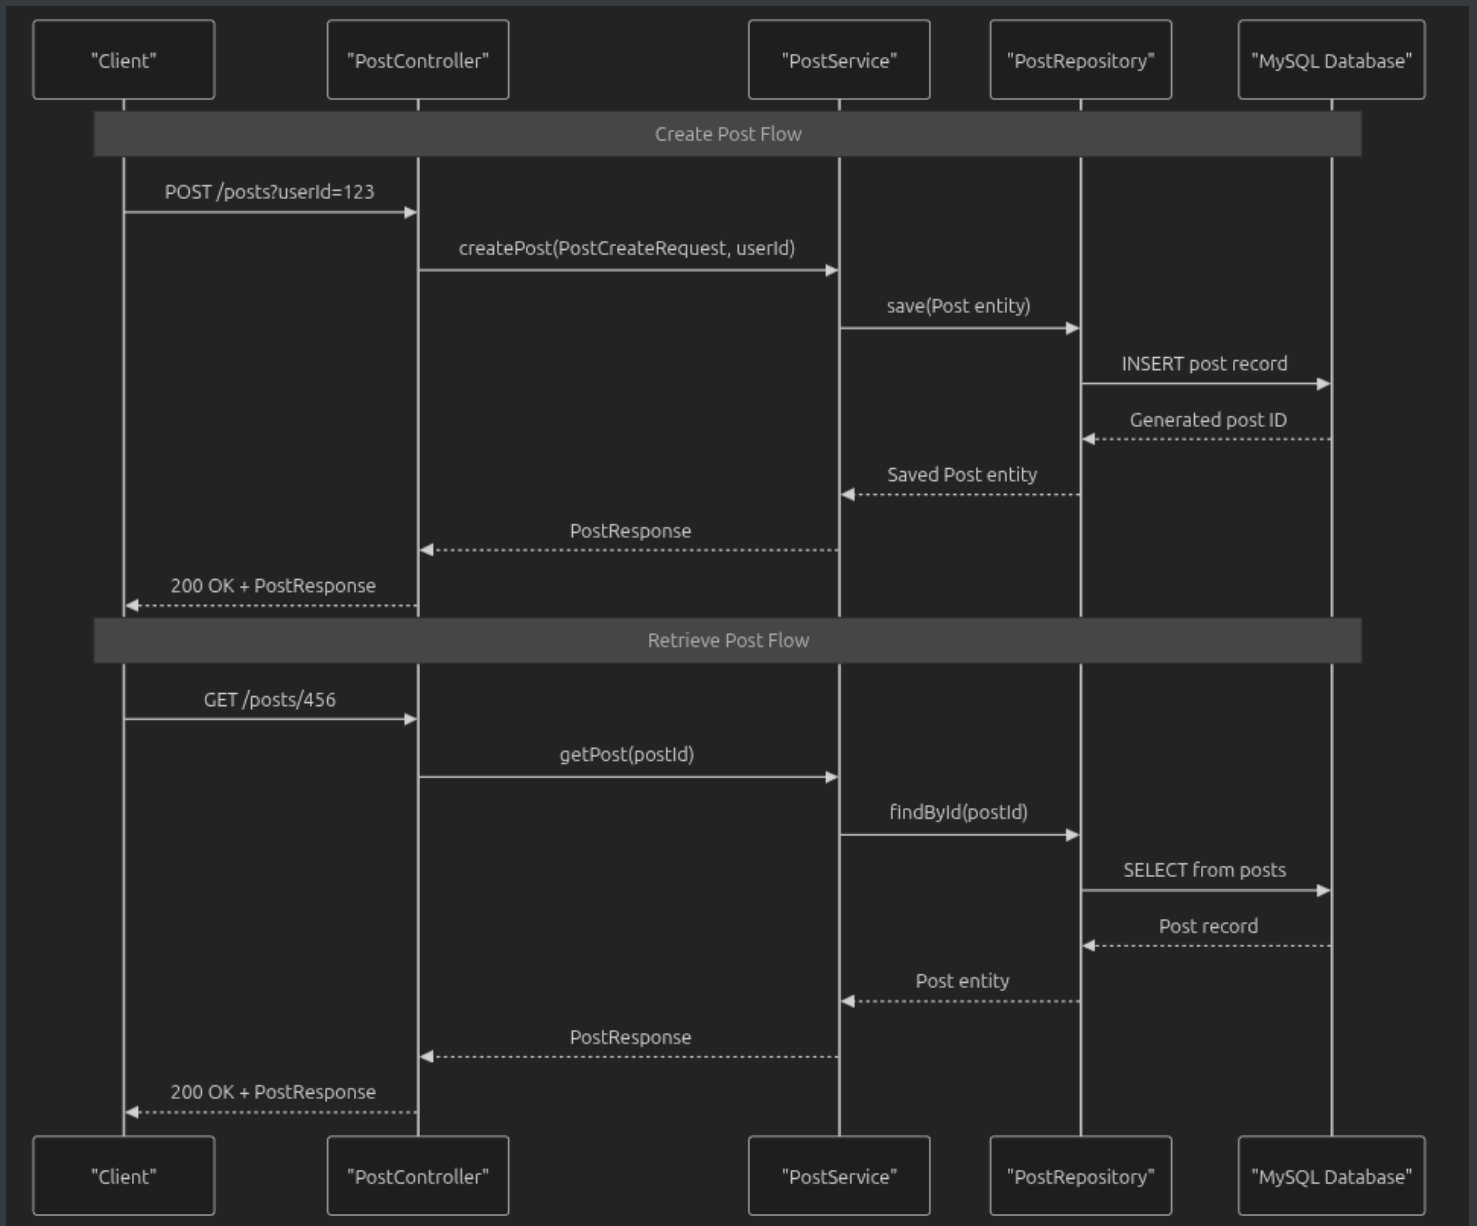 "Client"
"PostController"
"PostService"
"PostRepository"
"MySQL Database"
Create Post Flow
POST /posts?userId=123
createPost(PostCreateRequest, userId)
save(Post entity)
INSERT post record
Generated post ID
Saved Post entity
PostResponse
200 OK + PostResponse
Retrieve Post Flow
GET /posts/456
getPost(postId)
findById(postId)
SELECT from posts
Post record
Post entity
PostResponse
200 OK + PostResponse
"Client"
"PostController"
"PostService"
"PostRepository"
"MySQL Database"